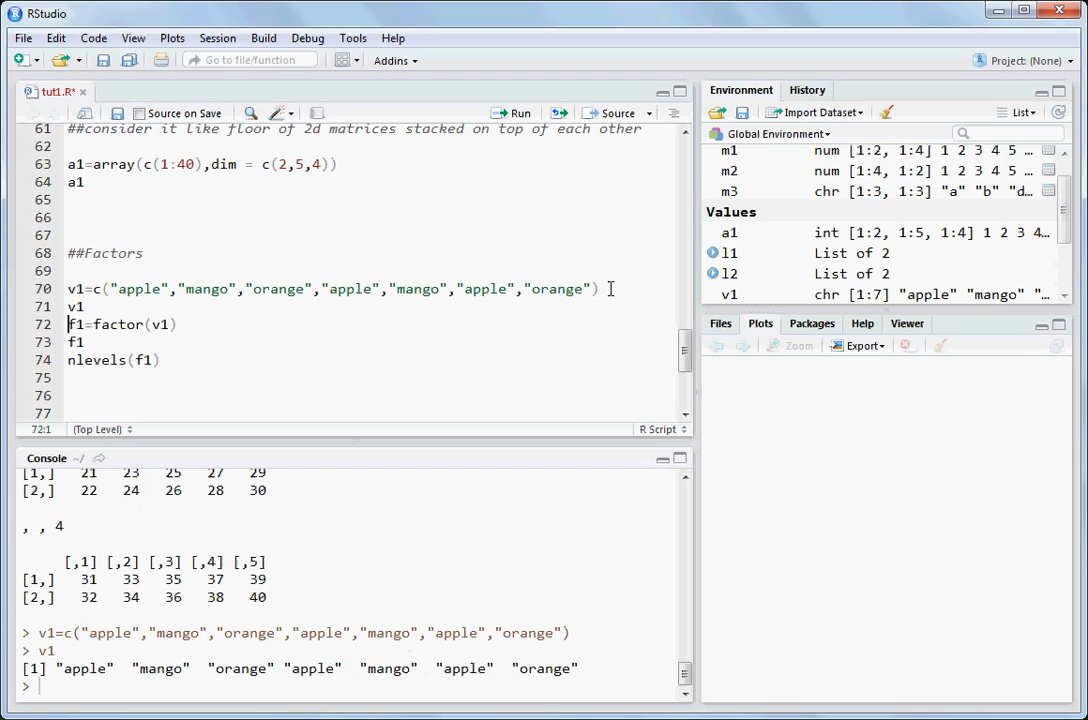 RStudio
File Edit Code View Plots Session Build Debug Tools Help
Go to file/function Addins Project: (None)
tut1.R*
Source on Save Run Source
61 ##consider it like floor of 2d matrices stacked on top of each other
62
63 a1=array(c(1:40),dim = c(2,5,4))
64 a1
65
66
67
68 ##Factors
69
70 v1=c("apple","mango","orange","apple","mango","apple","orange")
71 v1
72 f1=factor(v1)
73 f1
74 nlevels(f1)
75
76
77
72:1 (Top Level) R Script
Console ~/
[1,] 21 23 25 27 29
[2,] 22 24 26 28 30
, , 4
[,1] [,2] [,3] [,4] [,5]
[1,] 31 33 35 37 39
[2,] 32 34 36 38 40
> v1=c("apple","mango","orange","apple","mango","apple","orange")
> v1
[1] "apple" "mango" "orange" "apple" "mango" "apple" "orange"
>
Environment History
Import Dataset List
Global Environment
m1 num [1:2, 1:4] 1 2 3 4 5 ...
m2 num [1:4, 1:2] 1 2 3 4 5 ...
m3 chr [1:3, 1:3] "a" "b" "d...
Values
a1 int [1:2, 1:5, 1:4] 1 2 3 4...
l1 List of 2
l2 List of 2
v1 chr [1:7] "apple" "mango" "...
Files Plots Packages Help Viewer
Zoom Export